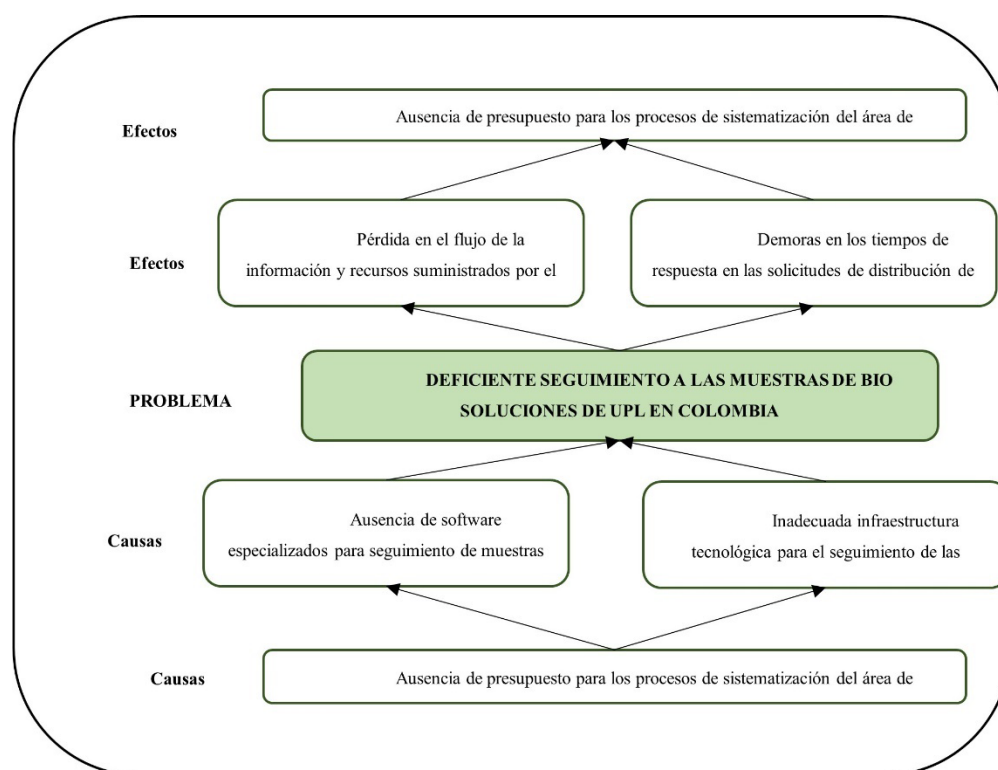 Efectos
Ausencia de presupuesto para los procesos de sistematización del área de
Efectos
Pérdida en el flujo de la
información y recursos suministrados por el
Demoras en los tiempos de
respuesta en las solicitudes de distribución de
PROBLEMA
DEFICIENTE SEGUIMIENTO A LAS MUESTRAS DE BIO
SOLUCIONES DE UPL EN COLOMBIA
Causas
Ausencia de software
especializados para seguimiento de muestras
Inadecuada infraestructura
tecnológica para el seguimiento de las
Causas
Ausencia de presupuesto para los procesos de sistematización del área de